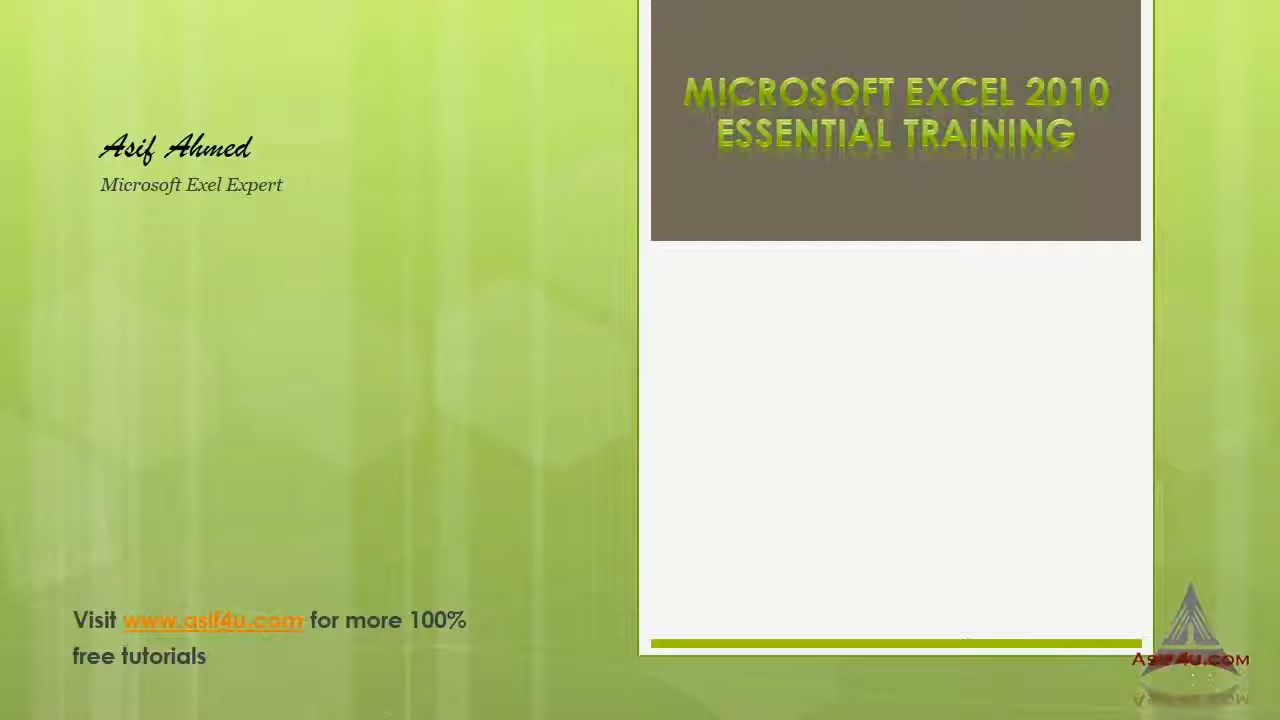 Asif Ahmed
Microsoft Exel Expert
MICROSOFT EXCEL 2010
ESSENTIAL TRAINING
Visit www.asif4u.com for more 100%
free tutorials
Asif4u.com